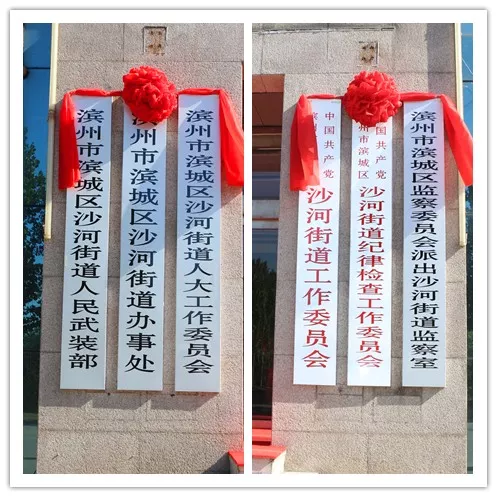 滨州市滨城区沙河街道人民武装部
滨州市滨城区沙河街道办事处
滨州市滨城区沙河街道人大工作委员会
中国共产党
沙河街道工作委员会
中国共产党
滨州市滨城区
沙河街道纪律检查工作委员会
滨州市滨城区监察委员会派出沙河街道监察室